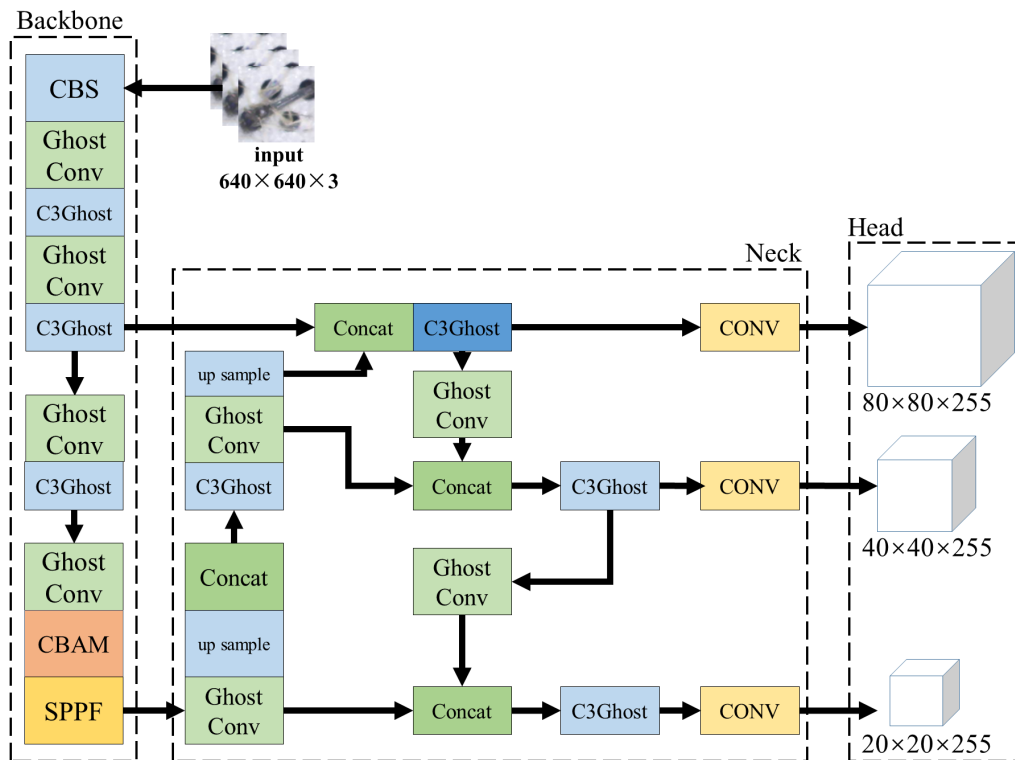 Backbone
CBS
Ghost
Conv
C3Ghost
Ghost
Conv
C3Ghost
Ghost
Conv
C3Ghost
Ghost
Conv
CBAM
SPPF
input
640×640×3
Neck
Concat
C3Ghost
CONV
up sample
Ghost
Conv
C3Ghost
Concat
up sample
Ghost
Conv
Ghost
Conv
Concat
C3Ghost
CONV
Ghost
Conv
Concat
C3Ghost
CONV
Head
80×80×255
40×40×255
20×20×255